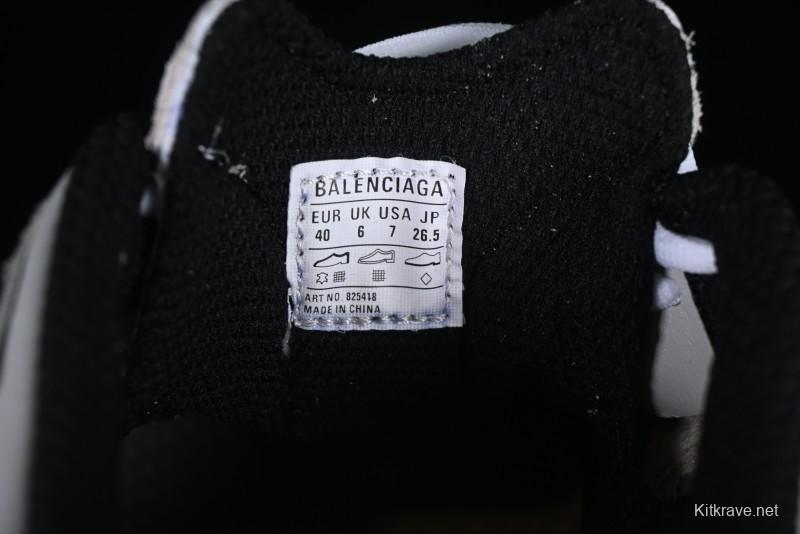 BALENCIAGA
EUR UK USA JP
40 6 7 26.5
ART NO. 825418
MADE IN CHINA
Kitkrave.net